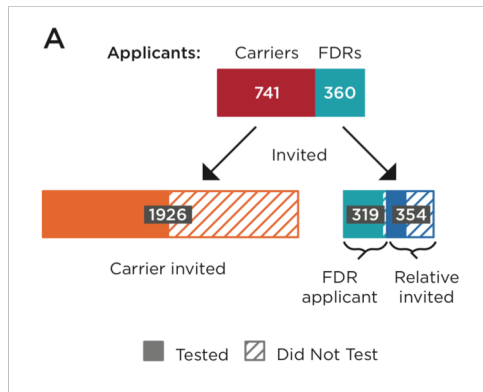 A
Applicants: Carriers FDRs
741 360
Invited
1926 319 354
Carrier invited
FDR applicant
Relative invited
Tested Did Not Test